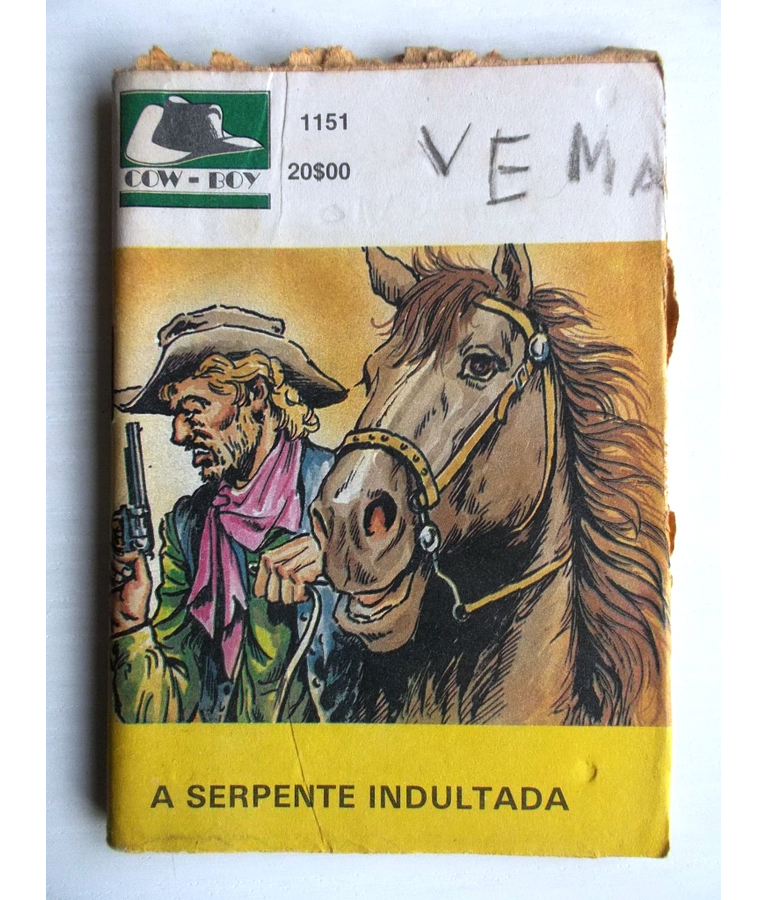 1151
VEMA
20$00
COW-BOY
A SERPENTE INDULTADA